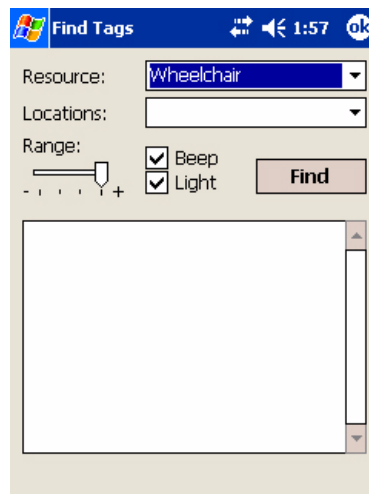 Find Tags 1:57 ok
Resource: Wheelchair
Locations:
Range:
Beep
Light
Find
- +